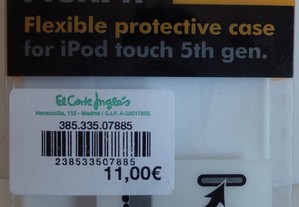 Flexible protective case
for iPod touch 5th gen.
El Corte Inglés
Hermosilla, 112 - Madrid / C.I.F. A-28017895
385.335.07885
238533507885
11,00€